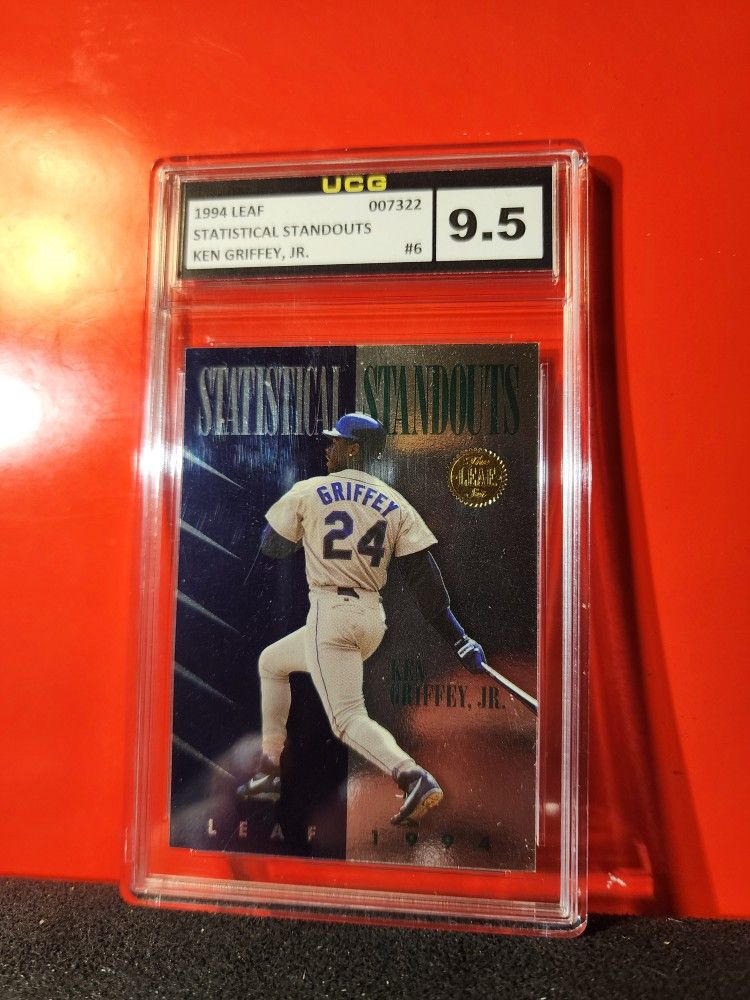 UCG
1994 LEAF 007322
STATISTICAL STANDOUTS
KEN GRIFFEY, JR. #6
9.5
STATISTICAL STANDOUTS
LEAF
GRIFFEY
24
KEN
GRIFFEY, JR.
LEAF 1994